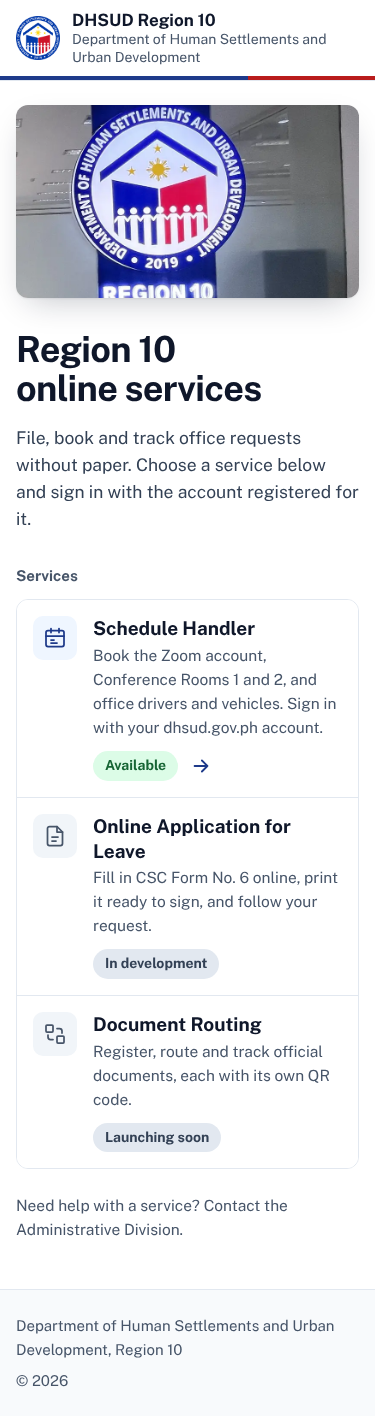 DHSUD Region 10
Department of Human Settlements and
Urban Development
DEPARTMENT OF HUMAN SETTLEMENTS AND URBAN DEVELOPMENT
• 2019 •
REGION 10
Region 10
online services
File, book and track office requests
without paper. Choose a service below
and sign in with the account registered for
it.
Services
Schedule Handler
Book the Zoom account,
Conference Rooms 1 and 2, and
office drivers and vehicles. Sign in
with your dhsud.gov.ph account.
Available
Online Application for
Leave
Fill in CSC Form No. 6 online, print
it ready to sign, and follow your
request.
In development
Document Routing
Register, route and track official
documents, each with its own QR
code.
Launching soon
Need help with a service? Contact the
Administrative Division.
Department of Human Settlements and Urban
Development, Region 10
© 2026